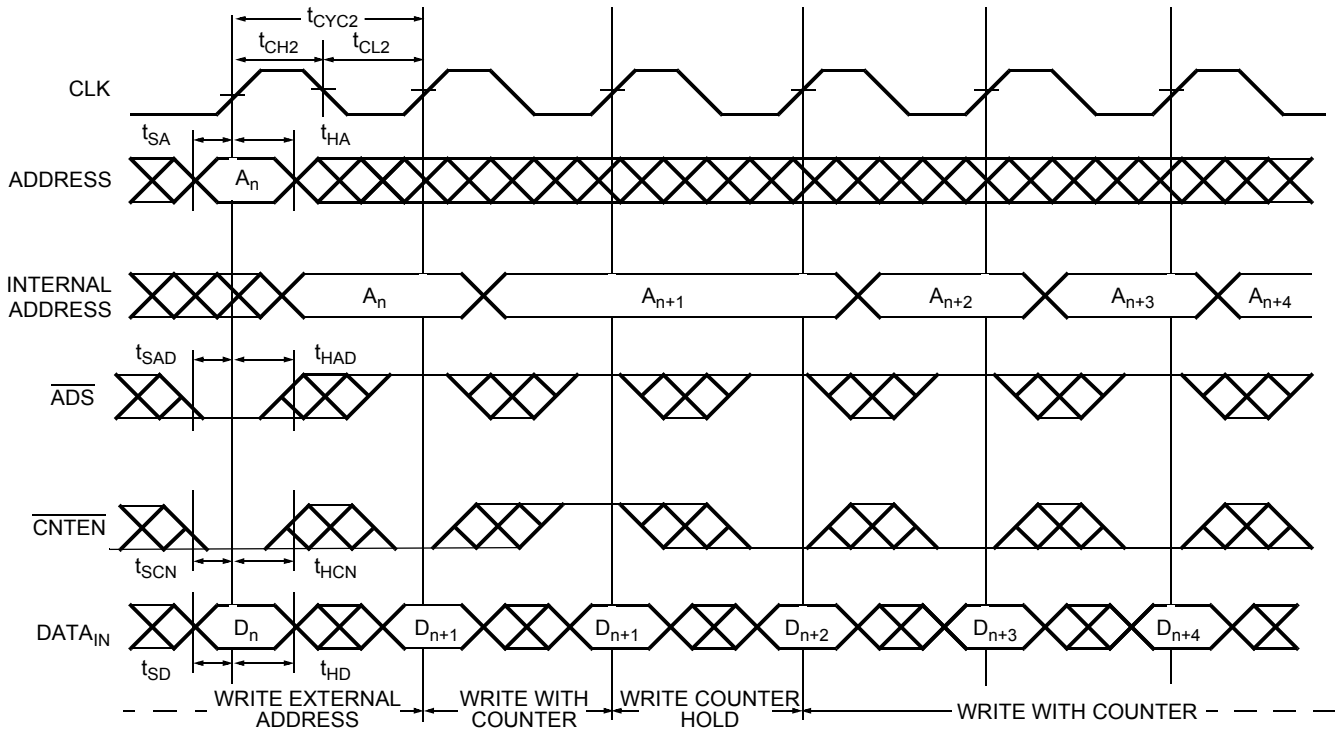 tCYC2
tCH2 tCL2
CLK
tSA tHA
ADDRESS An
INTERNAL ADDRESS An An+1 An+2 An+3 An+4
tSAD tHAD
ADS
CNTEN
tSCN tHCN
DATAIN Dn Dn+1 Dn+1 Dn+2 Dn+3 Dn+4
tSD tHD
WRITE EXTERNAL ADDRESS
WRITE WITH COUNTER
WRITE COUNTER HOLD
WRITE WITH COUNTER